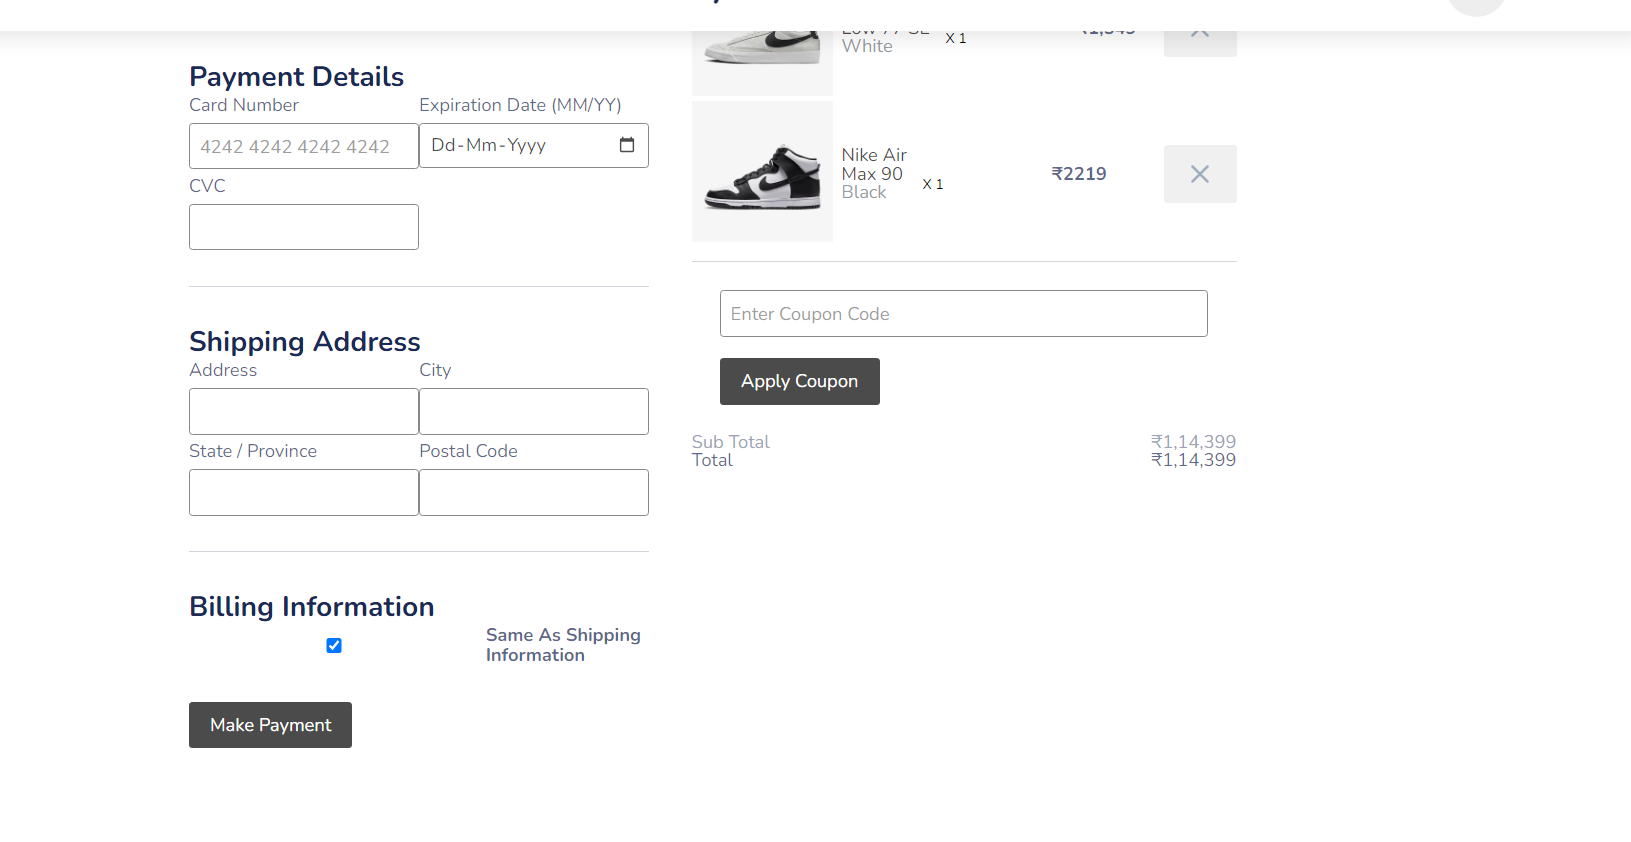 Payment Details
Card Number
Expiration Date (MM/YY)
4242 4242 4242 4242
Dd-Mm-Yyyy
CVC
Shipping Address
Address
City
State / Province
Postal Code
Billing Information
Same As Shipping
Information
Make Payment
White
X 1
Nike Air
Max 90
Black
X 1
₹2219
Enter Coupon Code
Apply Coupon
Sub Total
₹1,14,399
Total
₹1,14,399